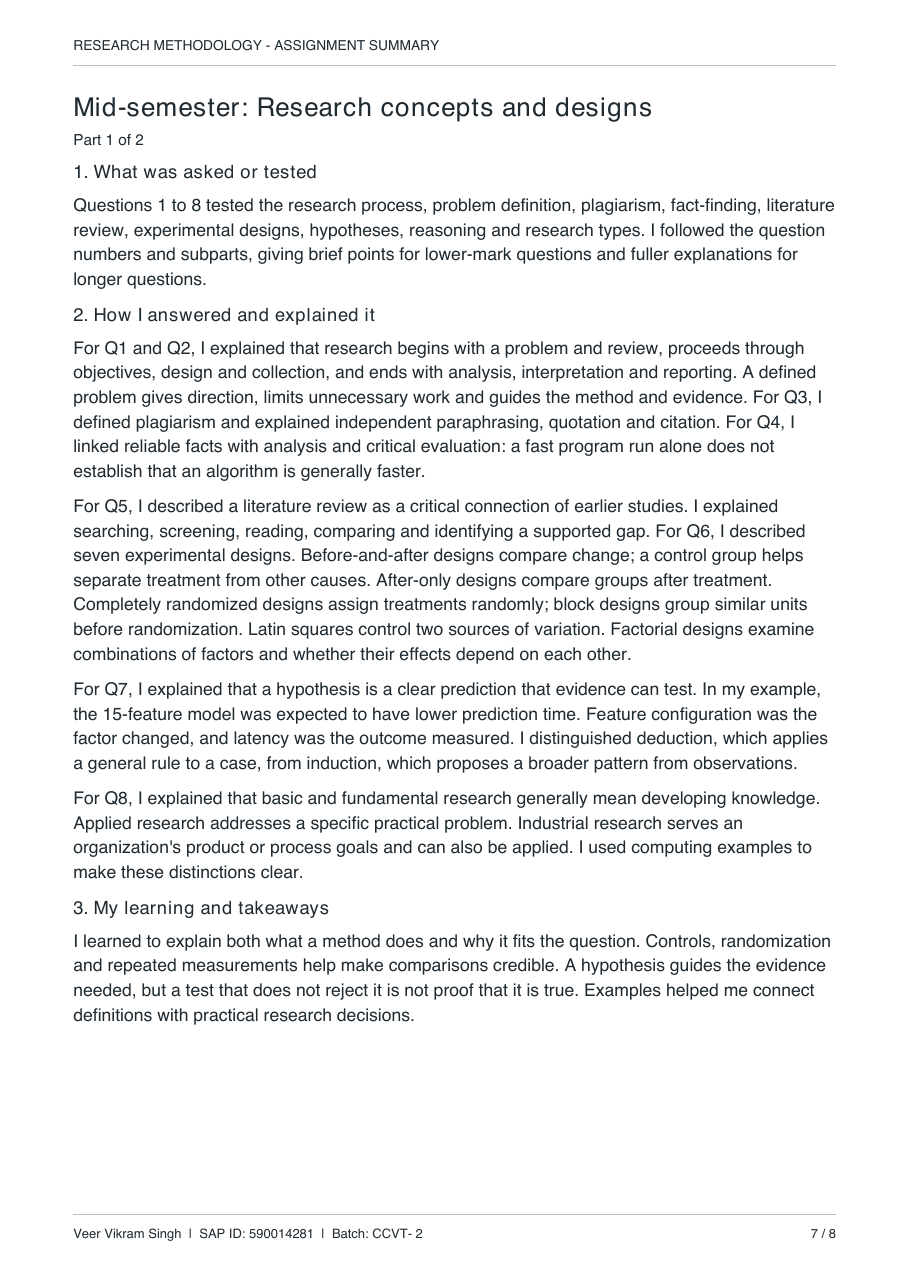 RESEARCH METHODOLOGY - ASSIGNMENT SUMMARY
Mid-semester: Research concepts and designs
Part 1 of 2
1. What was asked or tested
Questions 1 to 8 tested the research process, problem definition, plagiarism, fact-finding, literature
review, experimental designs, hypotheses, reasoning and research types. I followed the question
numbers and subparts, giving brief points for lower-mark questions and fuller explanations for
longer questions.
2. How I answered and explained it
For Q1 and Q2, I explained that research begins with a problem and review, proceeds through
objectives, design and collection, and ends with analysis, interpretation and reporting. A defined
problem gives direction, limits unnecessary work and guides the method and evidence. For Q3, I
defined plagiarism and explained independent paraphrasing, quotation and citation. For Q4, I
linked reliable facts with analysis and critical evaluation: a fast program run alone does not
establish that an algorithm is generally faster.
For Q5, I described a literature review as a critical connection of earlier studies. I explained
searching, screening, reading, comparing and identifying a supported gap. For Q6, I described
seven experimental designs. Before-and-after designs compare change; a control group helps
separate treatment from other causes. After-only designs compare groups after treatment.
Completely randomized designs assign treatments randomly; block designs group similar units
before randomization. Latin squares control two sources of variation. Factorial designs examine
combinations of factors and whether their effects depend on each other.
For Q7, I explained that a hypothesis is a clear prediction that evidence can test. In my example,
the 15-feature model was expected to have lower prediction time. Feature configuration was the
factor changed, and latency was the outcome measured. I distinguished deduction, which applies
a general rule to a case, from induction, which proposes a broader pattern from observations.
For Q8, I explained that basic and fundamental research generally mean developing knowledge.
Applied research addresses a specific practical problem. Industrial research serves an
organization's product or process goals and can also be applied. I used computing examples to
make these distinctions clear.
3. My learning and takeaways
I learned to explain both what a method does and why it fits the question. Controls, randomization
and repeated measurements help make comparisons credible. A hypothesis guides the evidence
needed, but a test that does not reject it is not proof that it is true. Examples helped me connect
definitions with practical research decisions.
Veer Vikram Singh | SAP ID: 590014281 | Batch: CCVT- 2
7 / 8